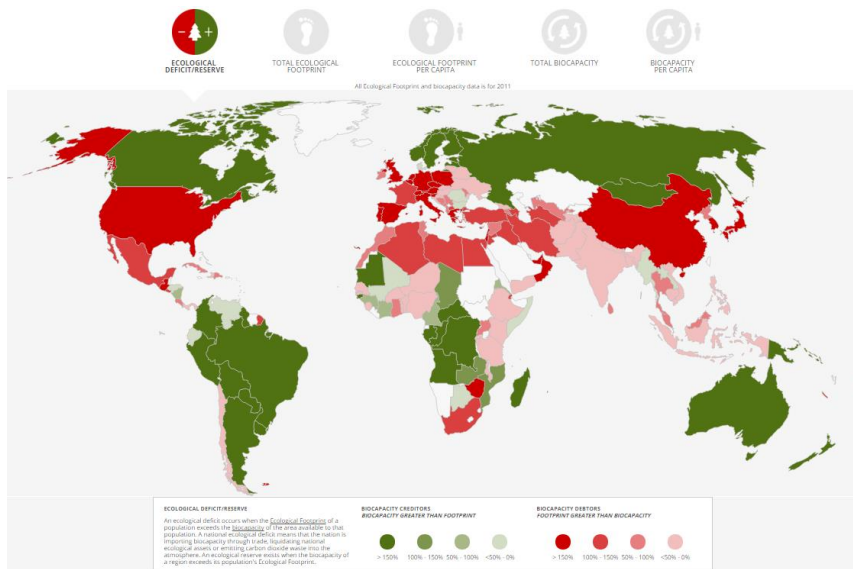 ECOLOGICAL
DEFICIT/RESERVE
TOTAL ECOLOGICAL
FOOTPRINT
ECOLOGICAL FOOTPRINT
PER CAPITA
TOTAL BIOCAPACITY
BIOCAPACITY
PER CAPITA
All Ecological Footprint and biocapacity data is for 2011
ECOLOGICAL DEFICIT/RESERVE
An ecological deficit occurs when the Ecological Footprint of a
population exceeds the biocapacity of the area available to that
population. A national ecological deficit means that the nation is
importing biocapacity through trade, liquidating national
ecological assets or emitting carbon dioxide waste into the
atmosphere. An ecological reserve exists when the biocapacity of
a region exceeds its population's Ecological Footprint.
BIOCAPACITY CREDITORS
BIOCAPACITY GREATER THAN FOOTPRINT
> 150% 100% - 150% 50% - 100% <50% - 0%
BIOCAPACITY DEBTORS
FOOTPRINT GREATER THAN BIOCAPACITY
> 150% 100% - 150% 50% - 100% <50% - 0%